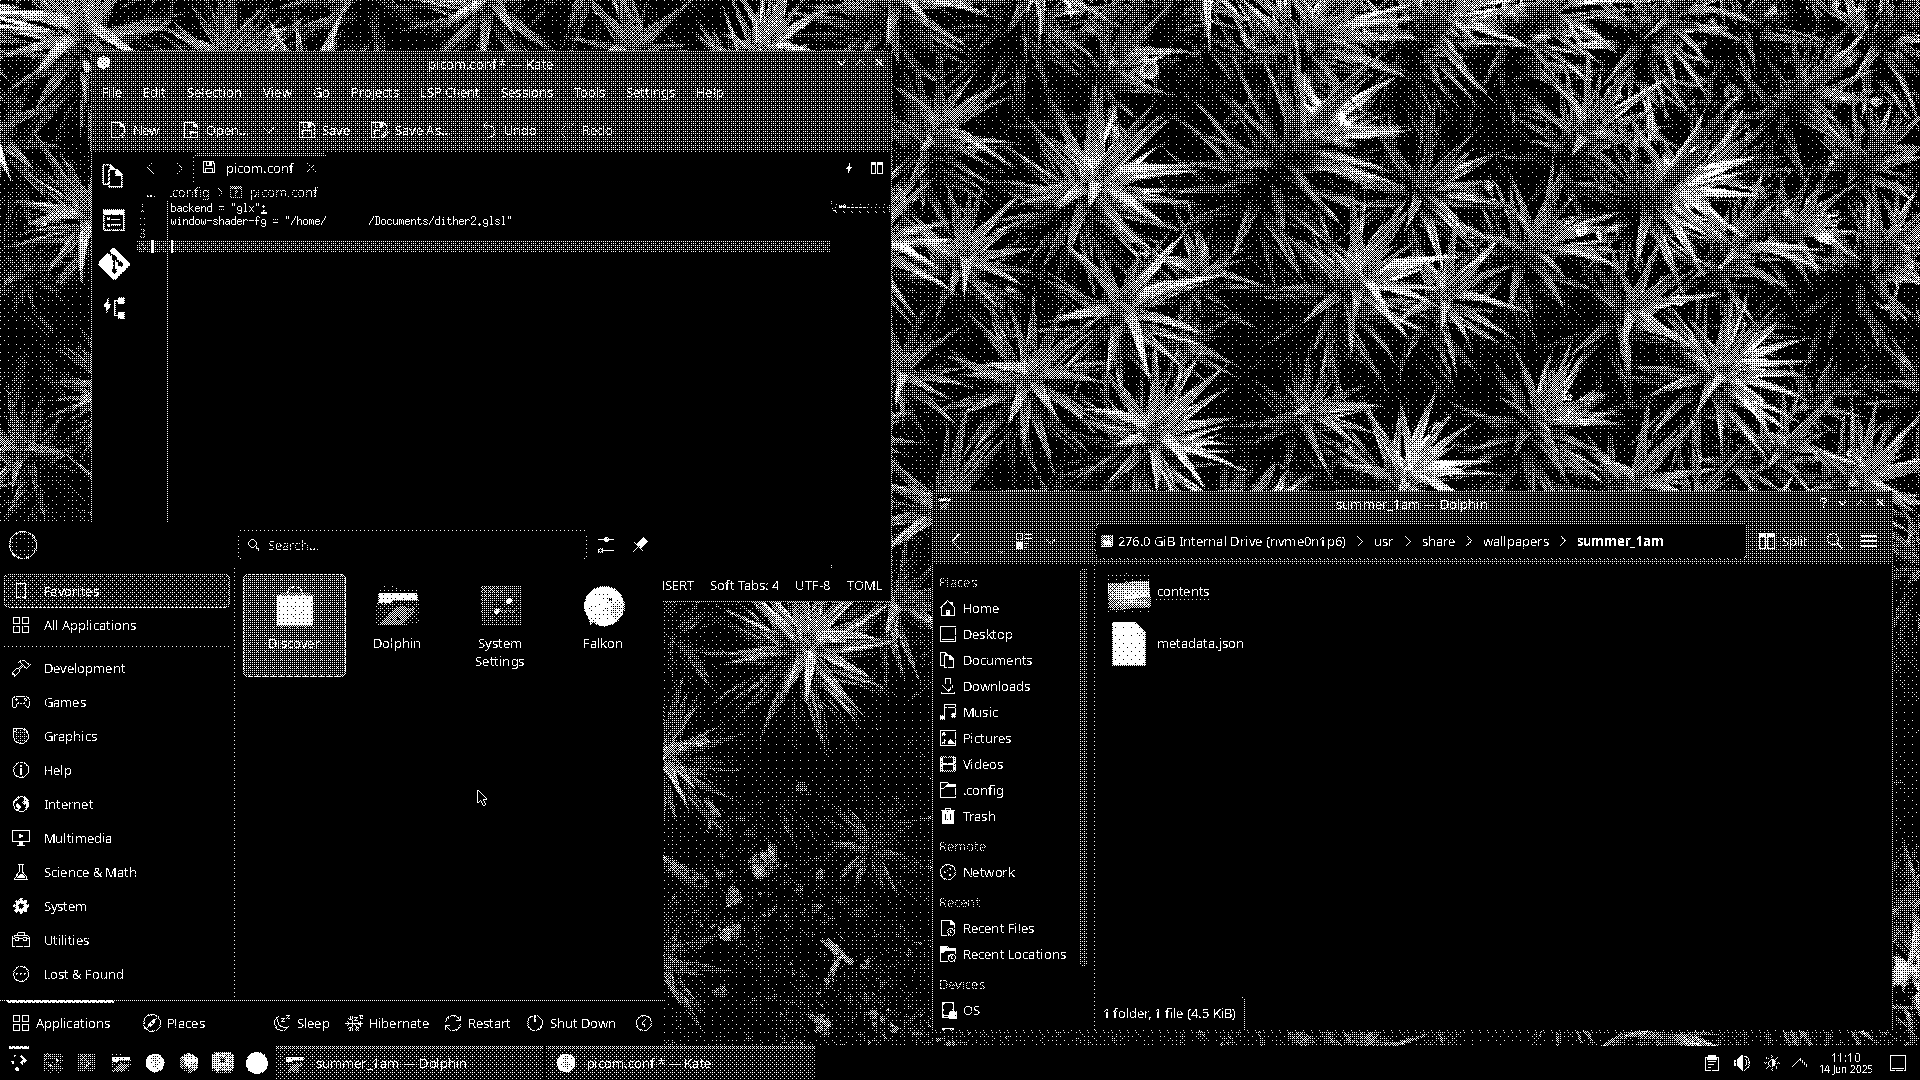 picom.conf * — Kate
File Edit Selection View Go Projects LSP Client Sessions Tools Settings Help
New Open... Save Save As... Undo Redo
picom.conf
... .config > picom.conf
backend = "glx";
window-shader-fg = "/home/ /Documents/dither2.glsl"
ISERT Soft Tabs: 4 UTF-8 TOML
Search...
Favorites
All Applications
Development
Games
Graphics
Help
Internet
Multimedia
Science & Math
System
Utilities
Lost & Found
Discover
Dolphin
System
Settings
Falkon
Applications Places Sleep Hibernate Restart Shut Down
summer_1am — Dolphin
276.0 GiB Internal Drive (nvme0n1p6) > usr > share > wallpapers > summer_1am
Split
Places
Home
Desktop
Documents
Downloads
Music
Pictures
Videos
.config
Trash
Remote
Network
Recent
Recent Files
Recent Locations
Devices
OS
contents
metadata.json
1 folder, 1 file (4.5 KiB)
summer_1am — Dolphin
picom.conf * — Kate
11:10
14 Jun 2025